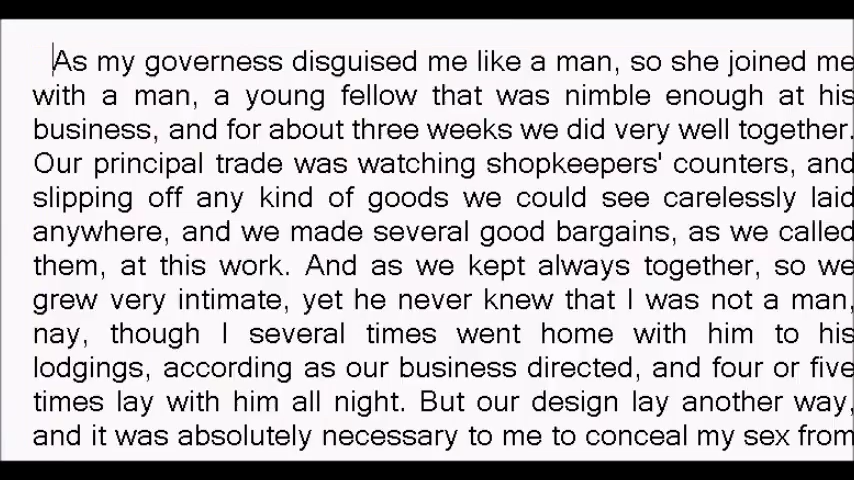 As my governess disguised me like a man, so she joined me
with a man, a young fellow that was nimble enough at his
business, and for about three weeks we did very well together.
Our principal trade was watching shopkeepers' counters, and
slipping off any kind of goods we could see carelessly laid
anywhere, and we made several good bargains, as we called
them, at this work. And as we kept always together, so we
grew very intimate, yet he never knew that I was not a man,
nay, though I several times went home with him to his
lodgings, according as our business directed, and four or five
times lay with him all night. But our design lay another way,
and it was absolutely necessary to me to conceal my sex from